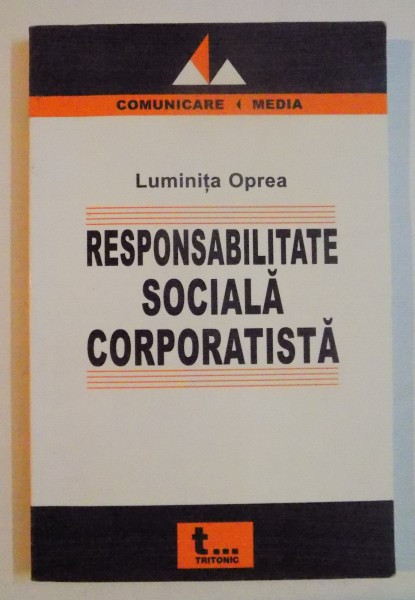 COMUNICARE MEDIA
Luminița Oprea
RESPONSABILITATE
SOCIALĂ
CORPORATISTĂ
t...
TRITONIC